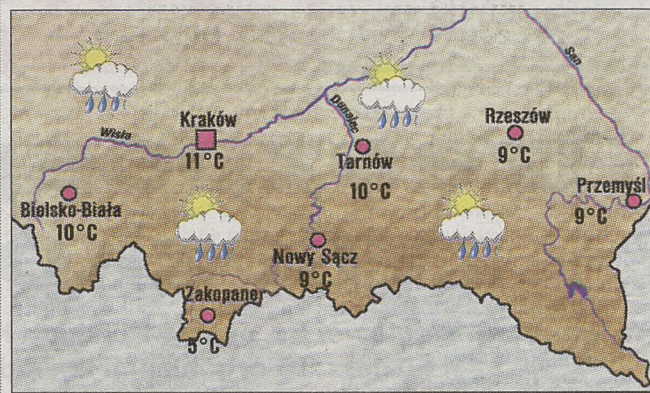 San
Wisła
Kraków
11°C
Dunajec
Tarnów
10°C
Rzeszów
9°C
Przemyśl
9°C
Bielsko-Biała
10°C
Nowy Sącz
9°C
Zakopane
5°C